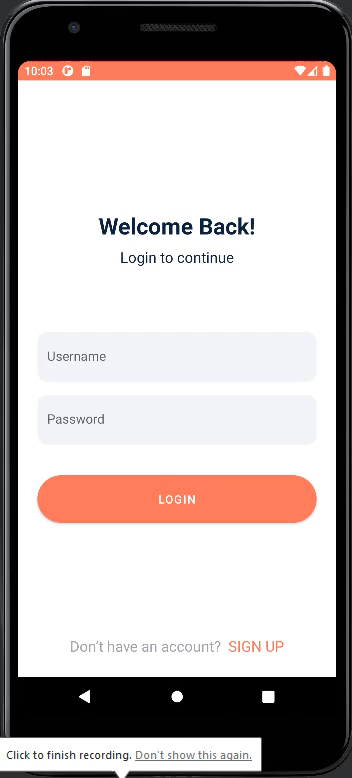 10:03
Welcome Back!
Login to continue
Username
Password
LOGIN
Don't have an account? SIGN UP
Click to finish recording. Don't show this again.